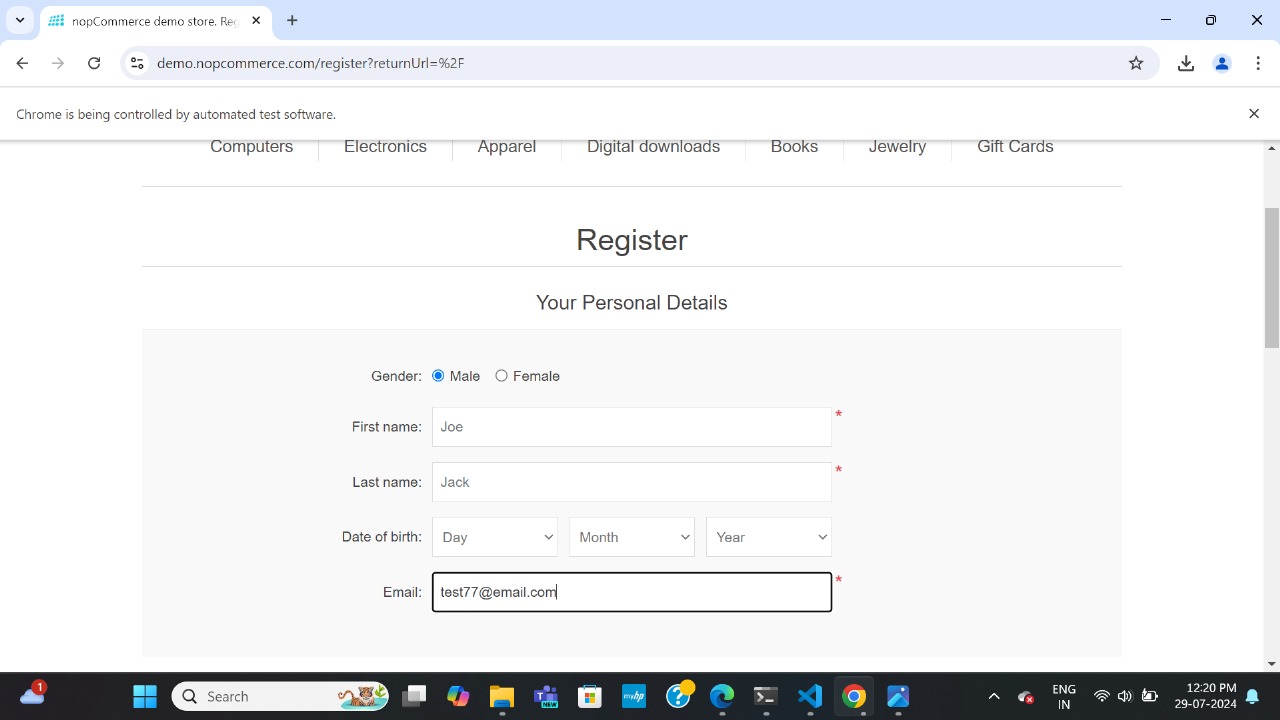 nopCommerce demo store. Reg
demo.nopcommerce.com/register?returnUrl=%2F
Chrome is being controlled by automated test software.
Computers Electronics Apparel Digital downloads Books Jewelry Gift Cards
Register
Your Personal Details
Gender: Male Female
First name: Joe *
Last name: Jack *
Date of birth: Day Month Year
Email: test77@email.com *
1 Search myhp NEW ENG 12:20 PM
IN 29-07-2024